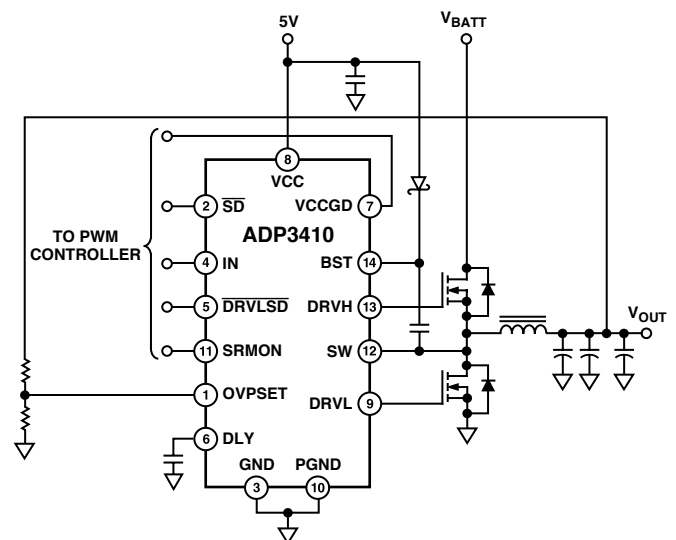 5V
VBATT
8
VCC
2
SD
VCCGD
7
ADP3410
TO PWM
CONTROLLER
4
IN
BST
14
5
DRVLSD
DRVH
13
VOUT
11
SRMON
SW
12
1
OVPSET
DRVL
9
6
DLY
GND
PGND
3
10